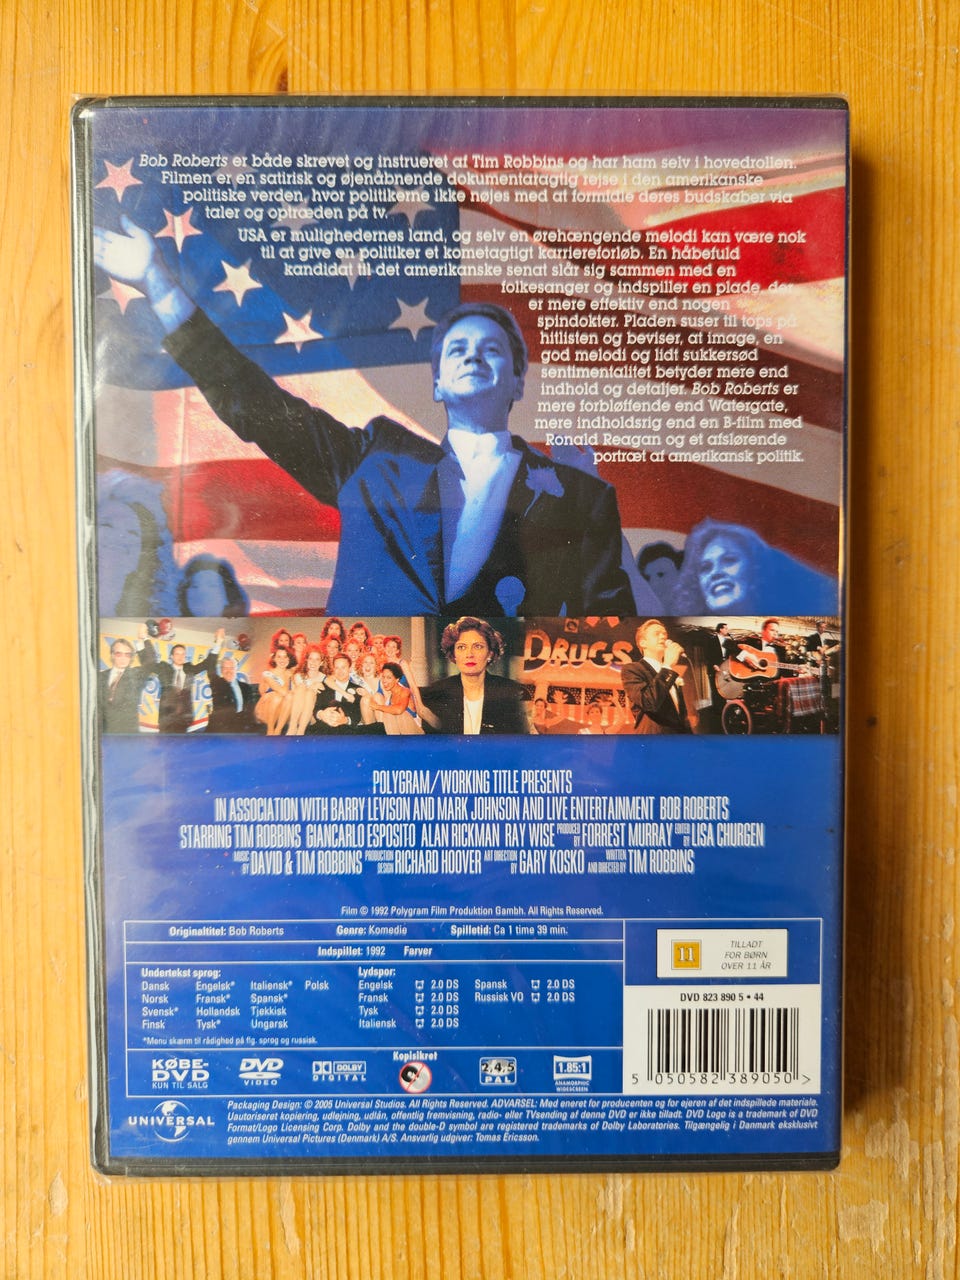 Bob Roberts er både skrevet og instrueret af Tim Robbins og har ham selv i hovedrollen.
Filmen er en satirisk og øjenåbnende dokumentaragtig rejse i den amerikanske
politiske verden, hvor politikerne ikke nøjes med at formidle deres budskaber via
taler og optræden på tv.
USA er mulighedernes land, og selv en ørehængende melodi kan være nok
til at give en politiker et kometagtigt karriereforløb. En håbefuld
kandidat til det amerikanske senat slår sig sammen med en
folkesanger og indspiller en plade, der
er mere effektiv end nogen
spindokter. Pladen suser til tops på
hitlisten og beviser, at image, en
god melodi og lidt sukkersød
sentimentalitet betyder mere end
indhold og detaljer. Bob Roberts er
mere forbløffende end Watergate,
mere indholdsrig end en B-film med
Ronald Reagan og et afslørende
portræt af amerikansk politik.
DRUGS
POLYGRAM/WORKING TITLE PRESENTS
IN ASSOCIATION WITH BARRY LEVISON AND MARK JOHNSON AND LIVE ENTERTAINMENT BOB ROBERTS
STARRING TIM ROBBINS GIANCARLO ESPOSITO ALAN RICKMAN RAY WISE PRODUCED BY FORREST MURRAY EDITED BY LISA CHURGEN
MUSIC BY DAVID & TIM ROBBINS PRODUCTION DESIGN RICHARD HOOVER ART DIRECTION BY GARY KOSKO WRITTEN AND DIRECTED BY TIM ROBBINS
Film © 1992 Polygram Film Produktion Gambh. All Rights Reserved.
Originaltitel: Bob Roberts Genre: Komedie Spilletid: Ca 1 time 39 min.
Indspillet: 1992 Farver
Undertekst sprog: Lydspor:
Dansk Engelsk* Italiensk* Polsk Engelsk 2.0 DS Spansk 2.0 DS
Norsk Fransk* Spansk* Fransk 2.0 DS Russisk VO 2.0 DS
Svensk* Hollandsk Tjekkisk Tysk 2.0 DS
Finsk Tysk* Ungarsk Italiensk 2.0 DS
*Menu skærm til rådighed på flg. sprog og russisk.
11 TILLADT
FOR BØRN
OVER 11 ÅR
DVD 823 890 5 • 44
5 050582 389050 >
KØBE-
DVD
KUN TIL SALG
DVD
VIDEO
DOLBY
DIGITAL
Kopisikret
2,4,5
PAL
1.85:1
ANAMORPHIC
WIDESCREEN
UNIVERSAL
Packaging Design: © 2005 Universal Studios. All Rights Reserved. ADVARSEL: Med eneret for producenten og for ejeren af det indspillede materiale.
Uautoriseret kopiering, udlejning, udlån, offentlig fremvisning, radio- eller TVsending af denne DVD er ikke tilladt. DVD Logo is a trademark of DVD
Format/Logo Licensing Corp. Dolby and the double-D symbol are registered trademarks of Dolby Laboratories. Tilgængelig i Danmark eksklusivt
gennem Universal Pictures (Denmark) A/S. Ansvarlig udgiver: Tomas Ericsson.